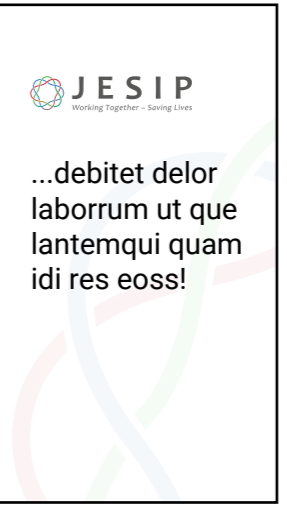 JESIP
Working Together – Saving Lives
...debitet delor
laborrum ut que
lantemqui quam
idi res eoss!